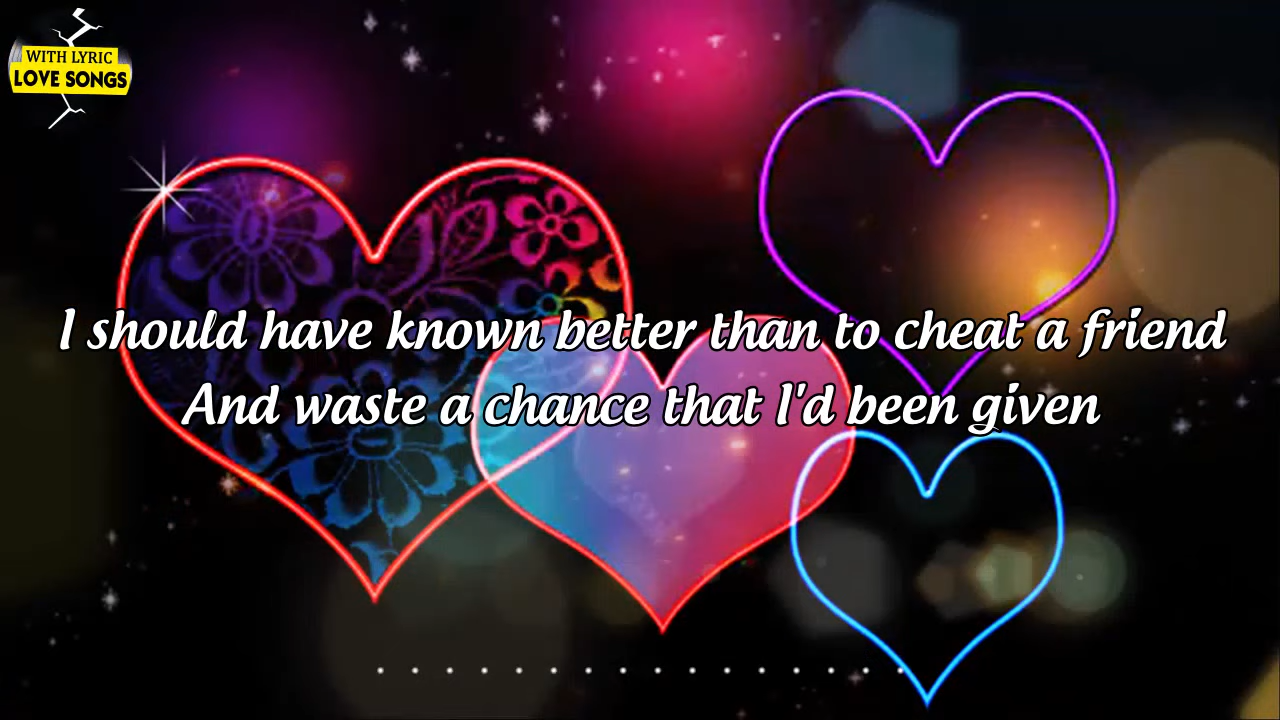 WITH LYRIC
LOVE SONGS
I should have known better than to cheat a friend
And waste a chance that I'd been given